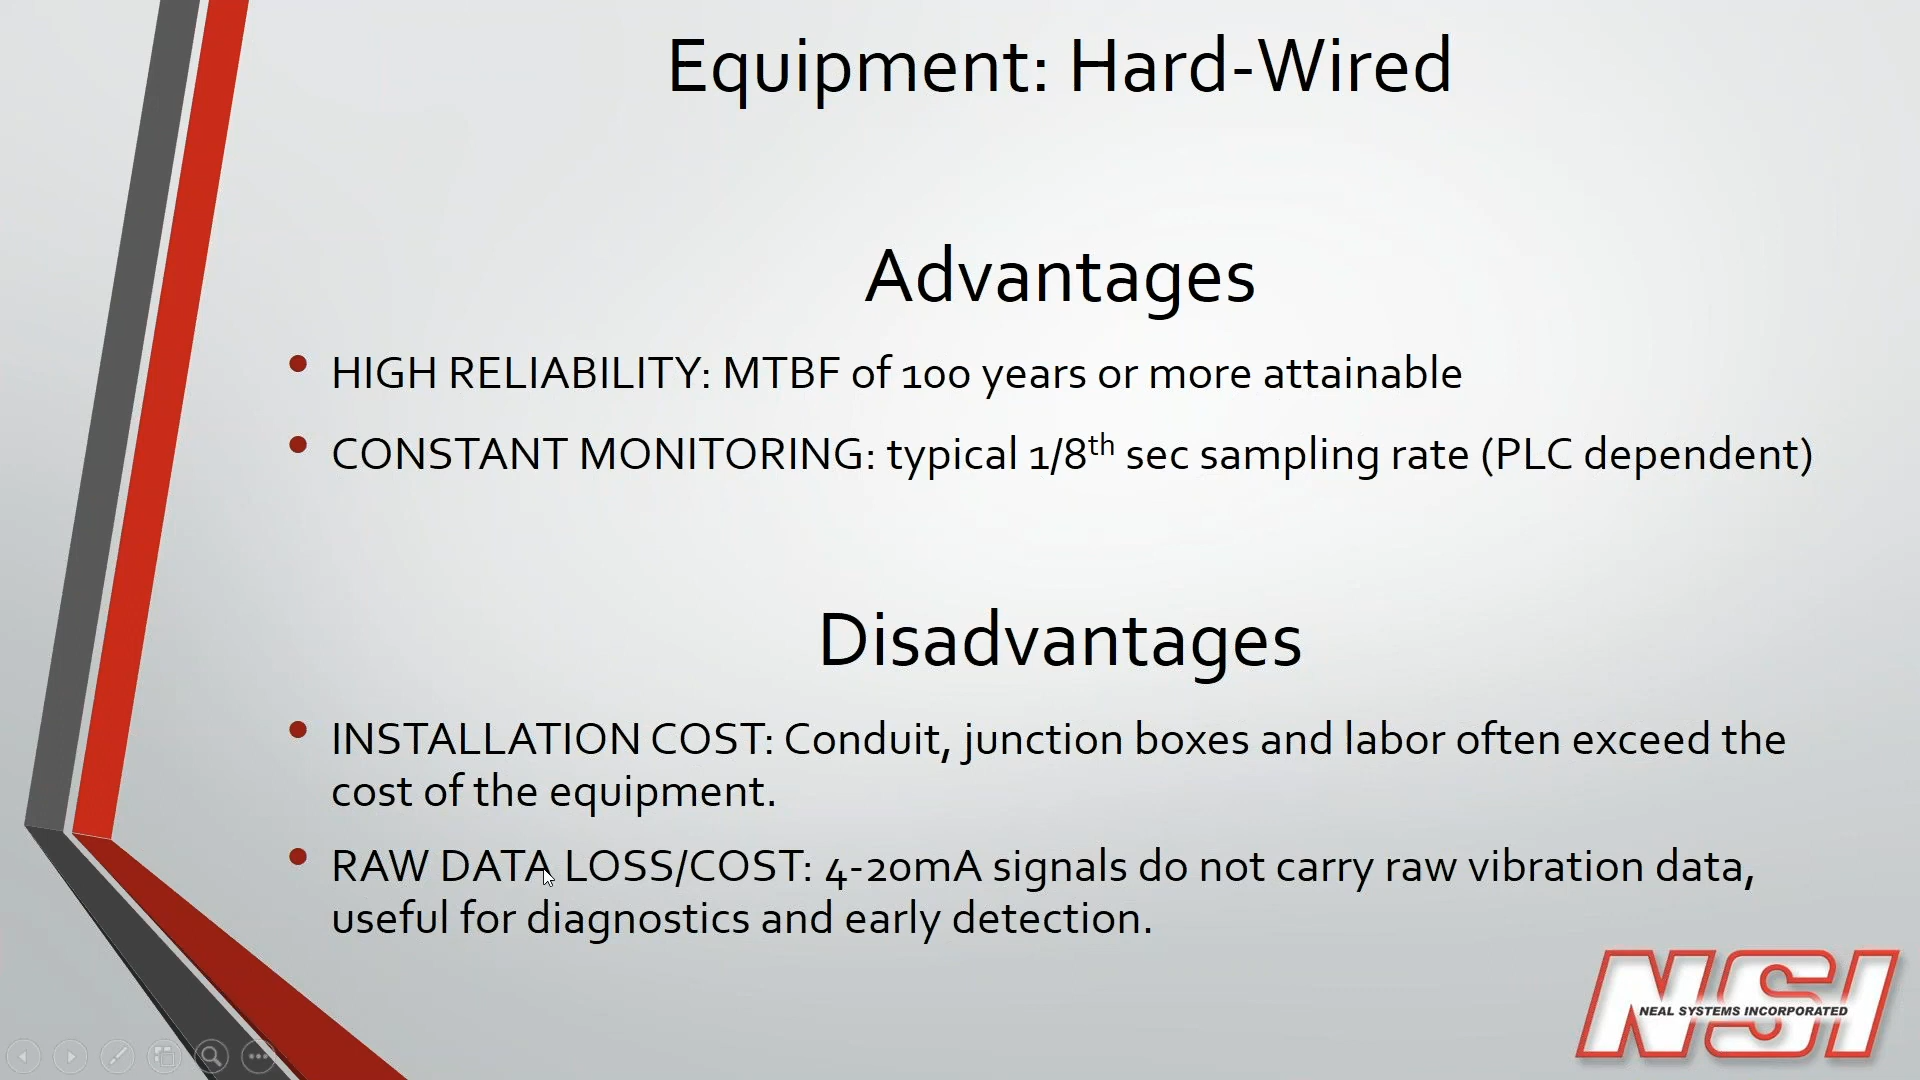 Equipment: Hard-Wired
Advantages
• HIGH RELIABILITY: MTBF of 100 years or more attainable
• CONSTANT MONITORING: typical 1/8th sec sampling rate (PLC dependent)
Disadvantages
• INSTALLATION COST: Conduit, junction boxes and labor often exceed the
cost of the equipment.
• RAW DATA LOSS/COST: 4-20mA signals do not carry raw vibration data,
useful for diagnostics and early detection.
NSI
NEAL SYSTEMS INCORPORATED